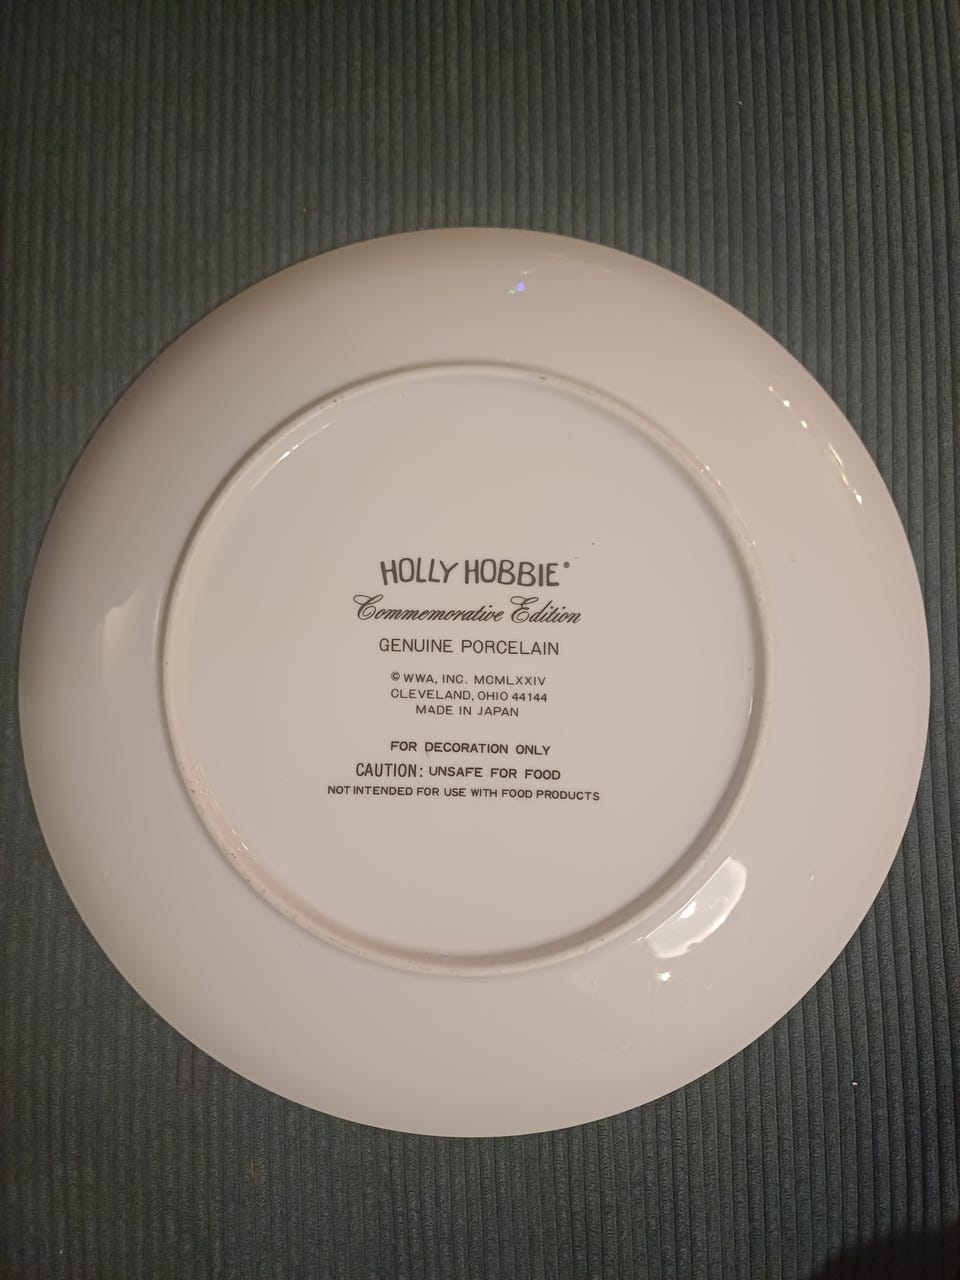 HOLLY HOBBIE®
Commemorative Edition
GENUINE PORCELAIN
© WWA, INC. MCMLXXIV
CLEVELAND, OHIO 44144
MADE IN JAPAN
FOR DECORATION ONLY
CAUTION: UNSAFE FOR FOOD
NOT INTENDED FOR USE WITH FOOD PRODUCTS